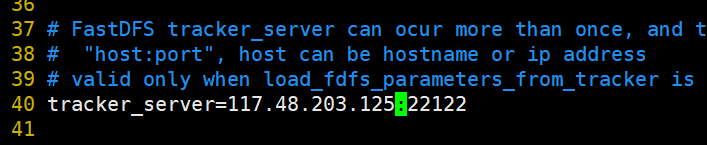 36
37 # FastDFS tracker_server can ocur more than once, and t
38 #  "host:port", host can be hostname or ip address
39 # valid only when load_fdfs_parameters_from_tracker is
40 tracker_server=117.48.203.125:22122
41